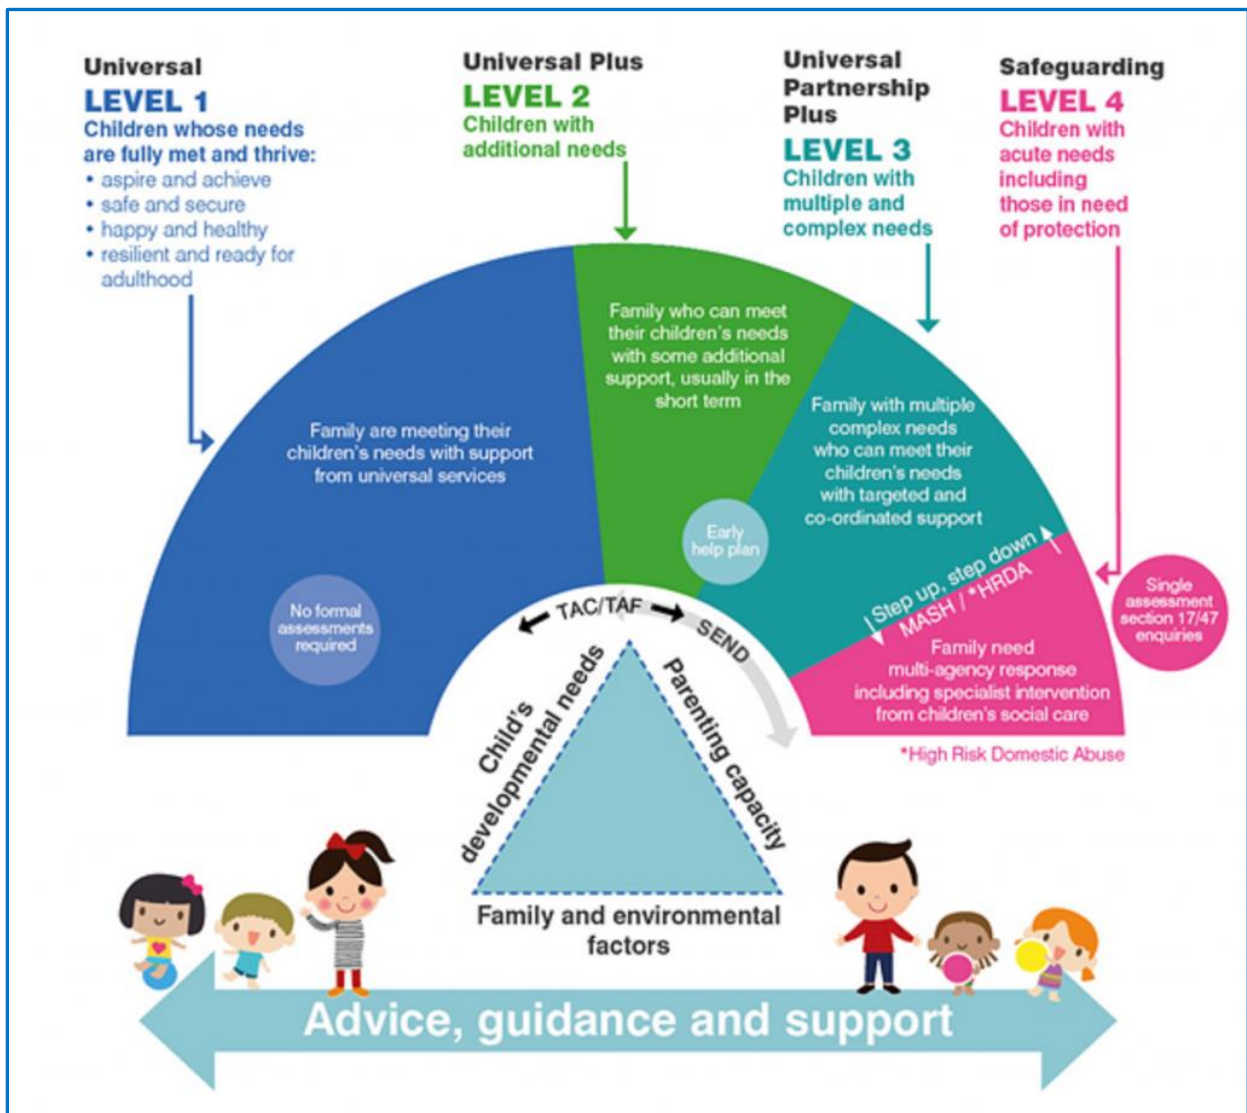 Universal
LEVEL 1
Children whose needs
are fully met and thrive:
• aspire and achieve
• safe and secure
• happy and healthy
• resilient and ready for
adulthood
Universal Plus
LEVEL 2
Children with
additional needs
Universal
Partnership
Plus
LEVEL 3
Children with
multiple and
complex needs
Safeguarding
LEVEL 4
Children with
acute needs
including
those in need
of protection
Family are meeting their
children's needs with support
from universal services
No formal
assessments
required
Family who can meet
their children's needs
with some additional
support, usually in the
short term
Early
help plan
Family with multiple
complex needs
who can meet their
children's needs
with targeted and
co-ordinated support
Step up, step down
MASH / *HRDA
Family need
multi-agency response
including specialist intervention
from children's social care
Single
assessment
section 17/47
enquiries
*High Risk Domestic Abuse
TAC/TAF
SEND
Child's
developmental needs
Parenting capacity
Family and environmental
factors
Advice, guidance and support